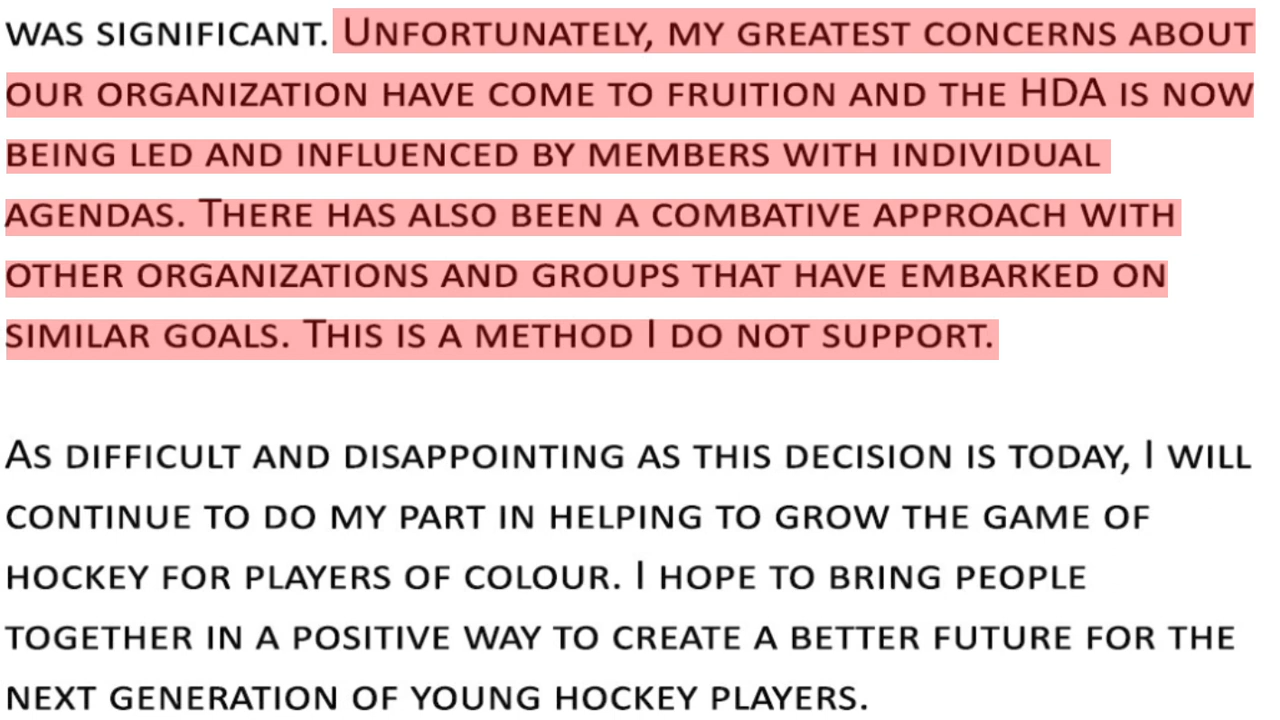 was significant. Unfortunately, my greatest concerns about
our organization have come to fruition and the HDA is now
being led and influenced by members with individual
agendas. There has also been a combative approach with
other organizations and groups that have embarked on
similar goals. This is a method I do not support.
As difficult and disappointing as this decision is today, I will
continue to do my part in helping to grow the game of
hockey for players of colour. I hope to bring people
together in a positive way to create a better future for the
next generation of young hockey players.